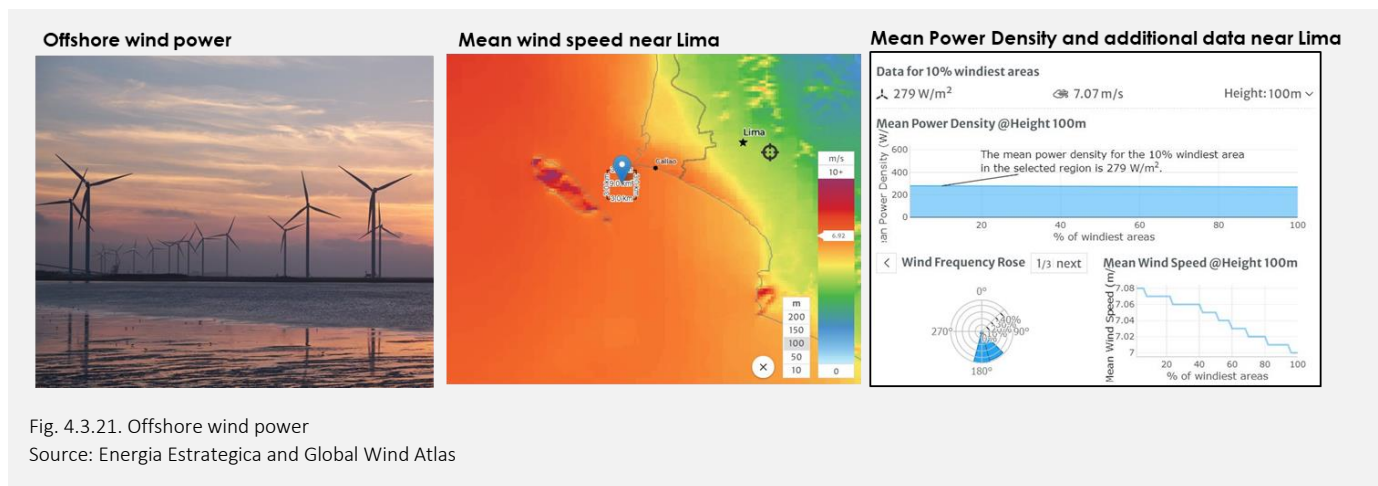 Offshore wind power
Mean wind speed near Lima
Lima
Callao
m/s
10+
6.92
0
m
200
150
100
50
10
Mean Power Density and additional data near Lima
Data for 10% windiest areas
279 W/m²
7.07 m/s
Height: 100m
Mean Power Density @Height 100m
The mean power density for the 10% windiest area
in the selected region is 279 W/m².
600
400
200
0
20 40 60 80 100
% of windiest areas
Wind Frequency Rose
1/3 next
0°
90°
270°
180°
40%
Mean Wind Speed @Height 100m
Mean Wind Speed (m/
7.08
7.06
7.04
7.02
7
20 40 60 80 100
% of windiest areas
Fig. 4.3.21. Offshore wind power
Source: Energia Estrategica and Global Wind Atlas